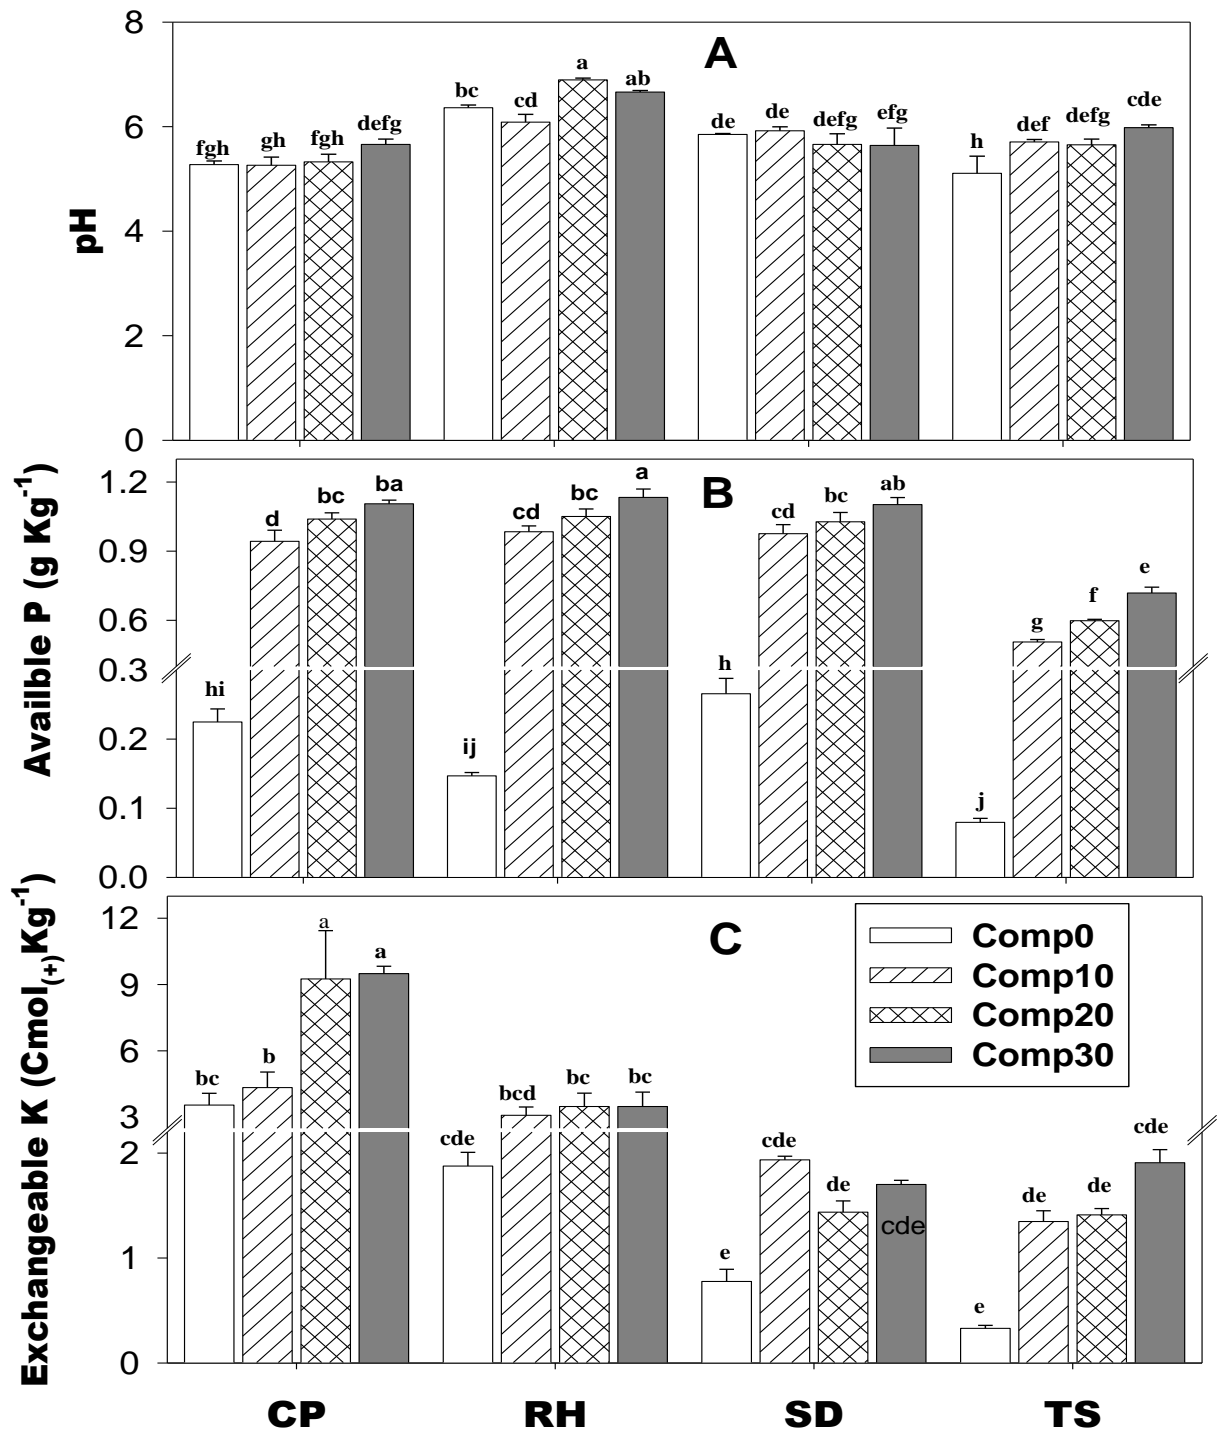 8
A
a
ab
bc
cd
cde
defg
de
de
defg
efg
def
defg
6
fgh
gh
fgh
h
pH
4
2
0
Availble P (g Kg-1)
1.2
B
ba
a
ab
bc
bc
bc
d
cd
cd
0.9
e
f
0.6
g
0.3
hi
h
0.2
ij
0.1
j
0.0
Exchangeable K (Cmol(+)Kg-1)
12
C
a
a
9
6
b
bc
bcd
bc
bc
3
cde
cde
cde
2
de
cde
de
de
1
e
e
0
Comp0
Comp10
Comp20
Comp30
CP RH SD TS